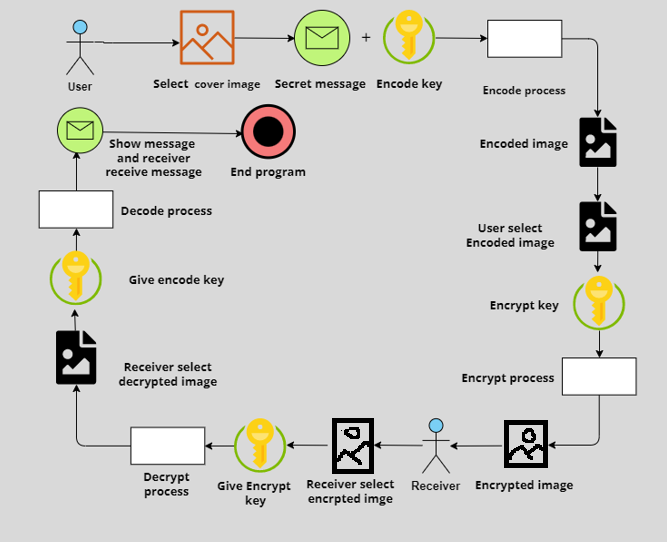 User
Select cover image
Secret message
+
Encode key
Encode process
Encoded image
User select
Encoded image
Encrypt key
Encrypt process
Encrypted image
Receiver
Receiver select
encrpted imge
Give Encrypt
key
Decrypt
process
Receiver select
decrypted image
Give encode key
Decode process
Show message
and receiver
receive message
End program